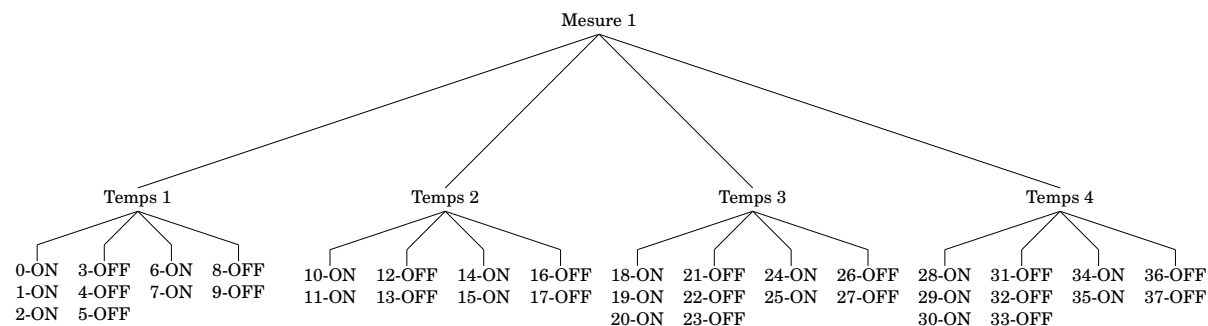 Mesure 1
Temps 1 Temps 2 Temps 3 Temps 4
0-ON 3-OFF 6-ON 8-OFF 10-ON 12-OFF 14-ON 16-OFF 18-ON 21-OFF 24-ON 26-OFF 28-ON 31-OFF 34-ON 36-OFF
1-ON 4-OFF 7-ON 9-OFF 11-ON 13-OFF 15-ON 17-OFF 19-ON 22-OFF 25-ON 27-OFF 29-ON 32-OFF 35-ON 37-OFF
2-ON 5-OFF 20-ON 23-OFF 30-ON 33-OFF